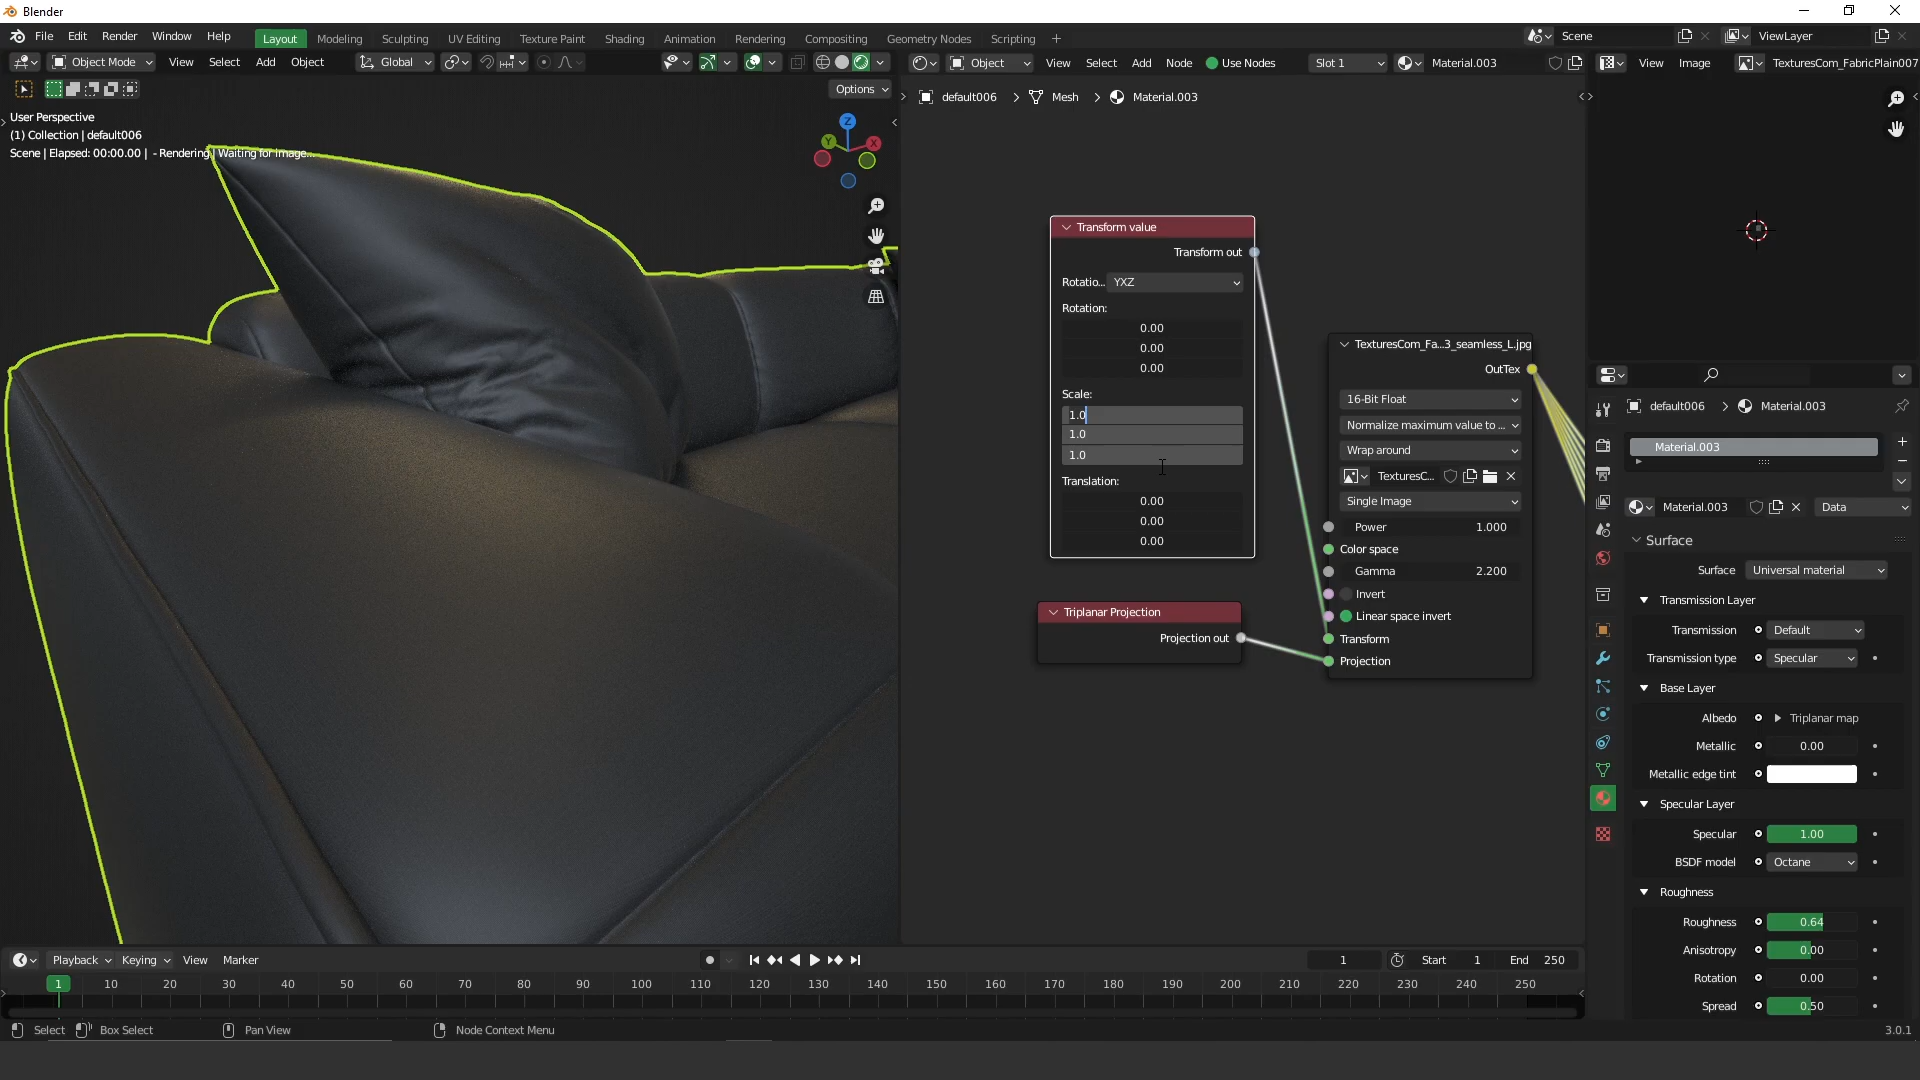 Blender
File Edit Render Window Help Layout Modeling Sculpting UV Editing Texture Paint Shading Animation Rendering Compositing Geometry Nodes Scripting + Scene ViewLayer
Object Mode View Select Add Object Global Object View Select Add Node Use Nodes Slot 1 Material.003 View Image TexturesCom_FabricPlain007
Options
User Perspective
(1) Collection | default006
Scene | Elapsed: 00:00.00 | - Rendering | Waiting for image...
Z
Y
X
default006 > Mesh > Material.003
Transform value
Transform out
Rotatio... YXZ
Rotation:
0.00
0.00
0.00
Scale:
1.0
1.0
1.0
Translation:
0.00
0.00
0.00
Triplanar Projection
Projection out
TexturesCom_Fa...3_seamless_L.jpg
OutTex
16-Bit Float
Normalize maximum value to ...
Wrap around
TexturesC...
Single Image
Power 1.000
Color space
Gamma 2.200
Invert
Linear space invert
Transform
Projection
default006 > Material.003
Material.003
Material.003 Data
Surface
Surface Universal material
Transmission Layer
Transmission Default
Transmission type Specular
Base Layer
Albedo Triplanar map
Metallic 0.00
Metallic edge tint
Specular Layer
Specular 1.00
BSDF model Octane
Roughness
Roughness 0.64
Anisotropy 0.00
Rotation 0.00
Spread 0.50
Playback Keying View Marker 1 Start 1 End 250
1 10 20 30 40 50 60 70 80 90 100 110 120 130 140 150 160 170 180 190 200 210 220 230 240 250
Select Box Select Pan View Node Context Menu 3.0.1